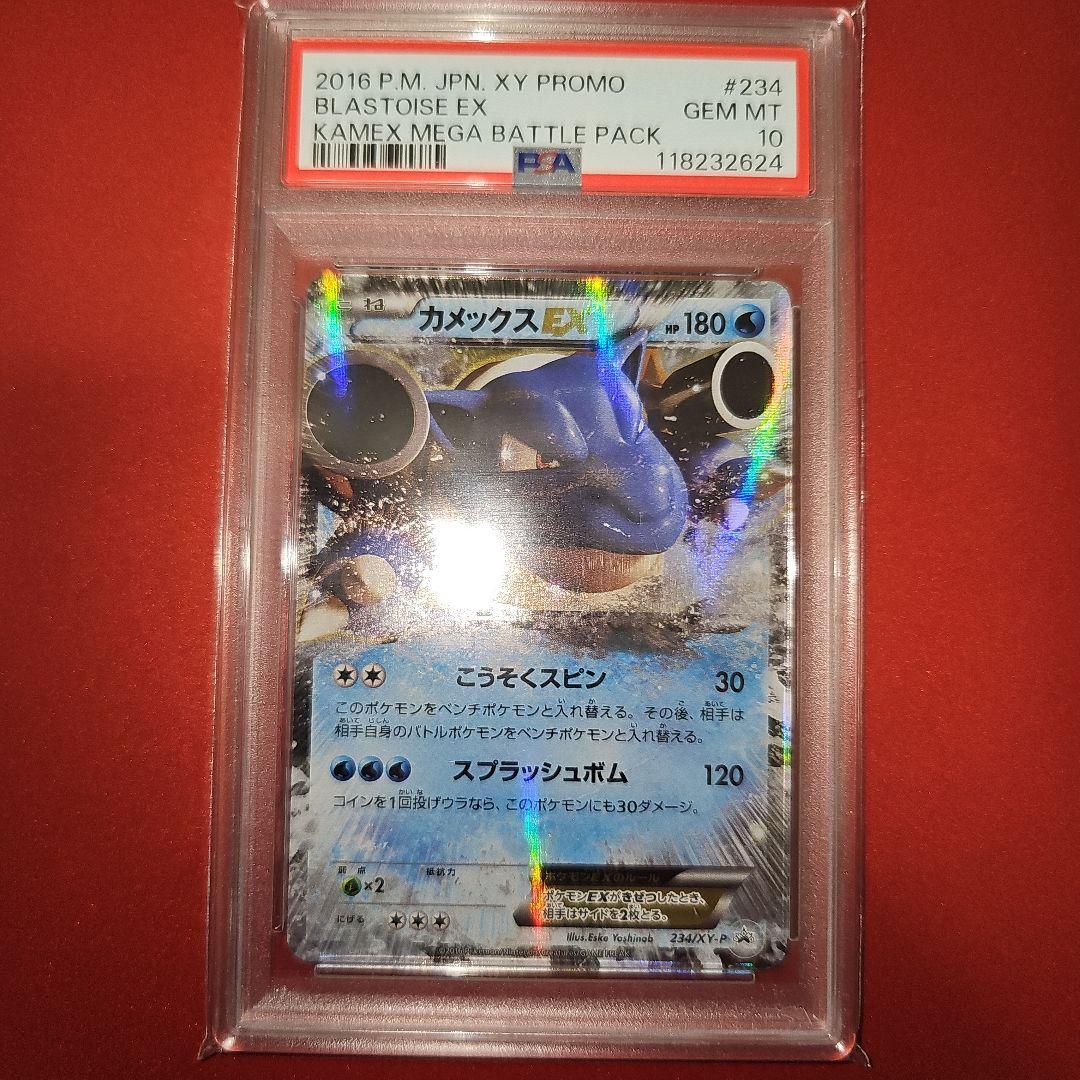 2016 P.M. JPN. XY PROMO #234
BLASTOISE EX GEM MT
KAMEX MEGA BATTLE PACK 10
PSA 118232624
カメックスEX HP 180
こうそくスピン 30
このポケモンをベンチポケモンと入れ替える。その後、相手は
相手自身のバトルポケモンをベンチポケモンと入れ替える。
スプラッシュボム 120
コインを1回投げウラなら、このポケモンにも30ダメージ。
弱点 抵抗力
×2
ポケモンEXのルール
ポケモンEXがきぜつしたとき、
にげる 相手はサイドを2枚とる。
Illus.Eske Yoshinob 234/XY-P
©2016 Pokémon/Nintendo/Creatures/GAME FREAK